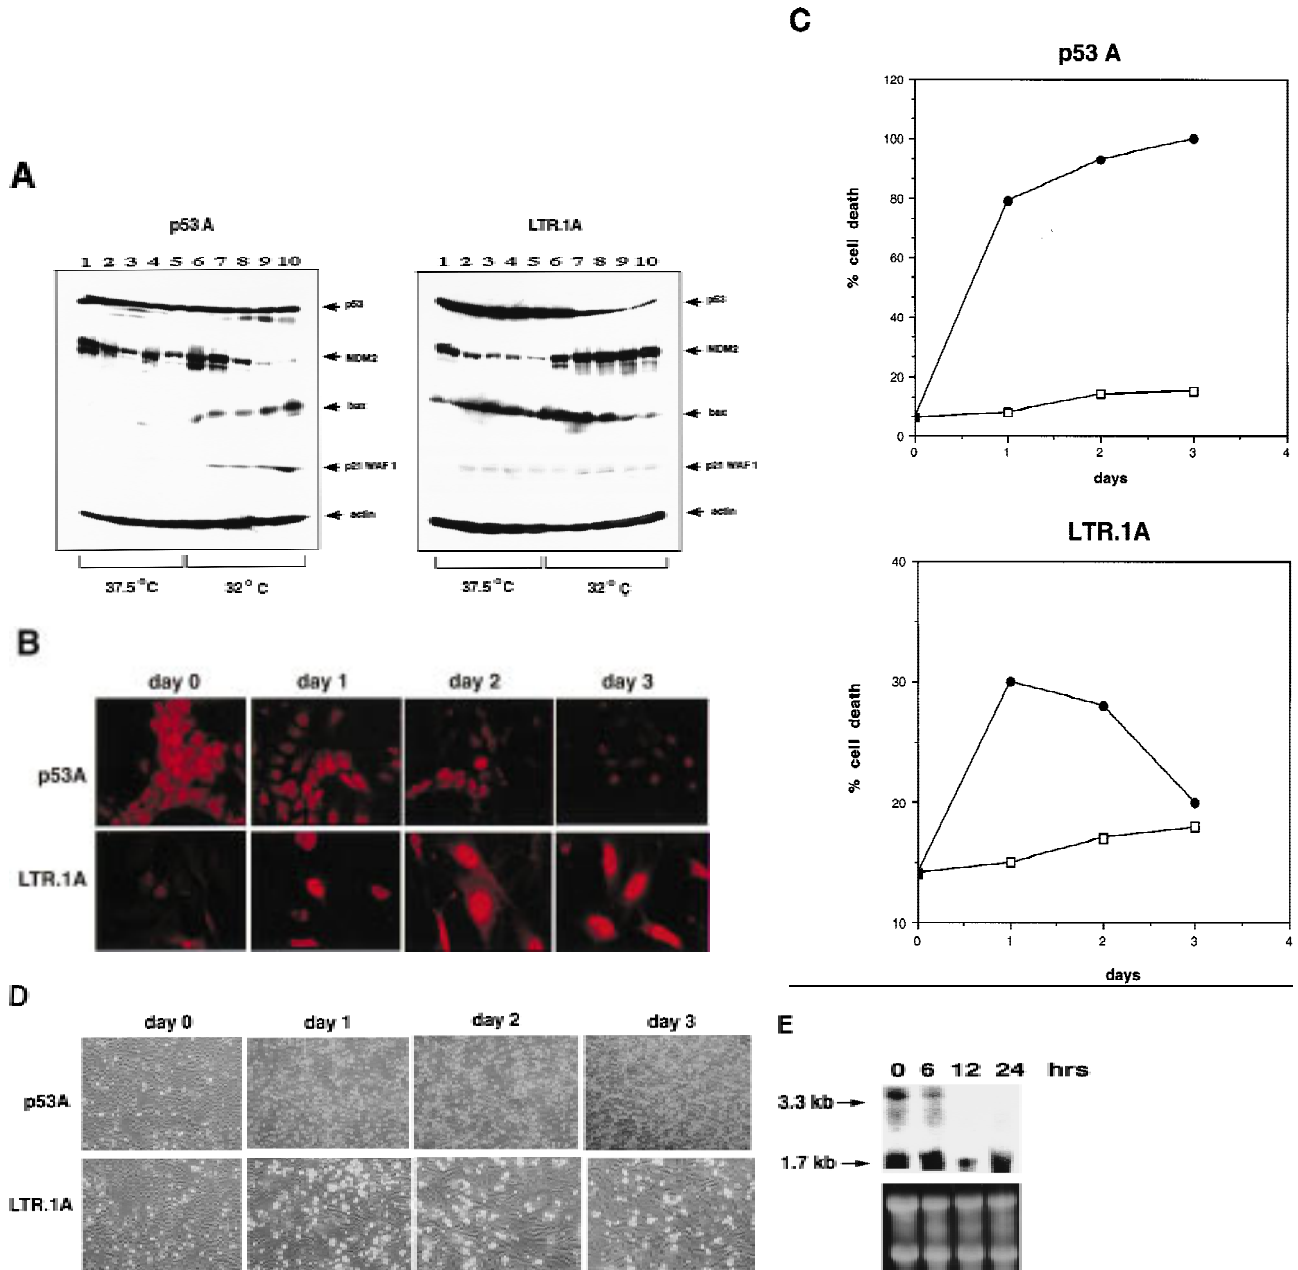 A
p53 A
LTR.1A
1 2 3 4 5 6 7 8 9 10
1 2 3 4 5 6 7 8 9 10
p53
MDM2
bax
p21 WAF1
actin
p53
MDM2
bax
p21 WAF1
actin
37.5°C
32°C
37.5°C
32°C
B
day 0
day 1
day 2
day 3
p53A
LTR.1A
C
p53 A
120
100
80
60
40
20
0
% cell death
0 1 2 3 4
days
LTR.1A
40
30
20
10
% cell death
0 1 2 3 4
days
D
day 0
day 1
day 2
day 3
p53A
LTR.1A
E
0 6 12 24 hrs
3.3 kb
1.7 kb